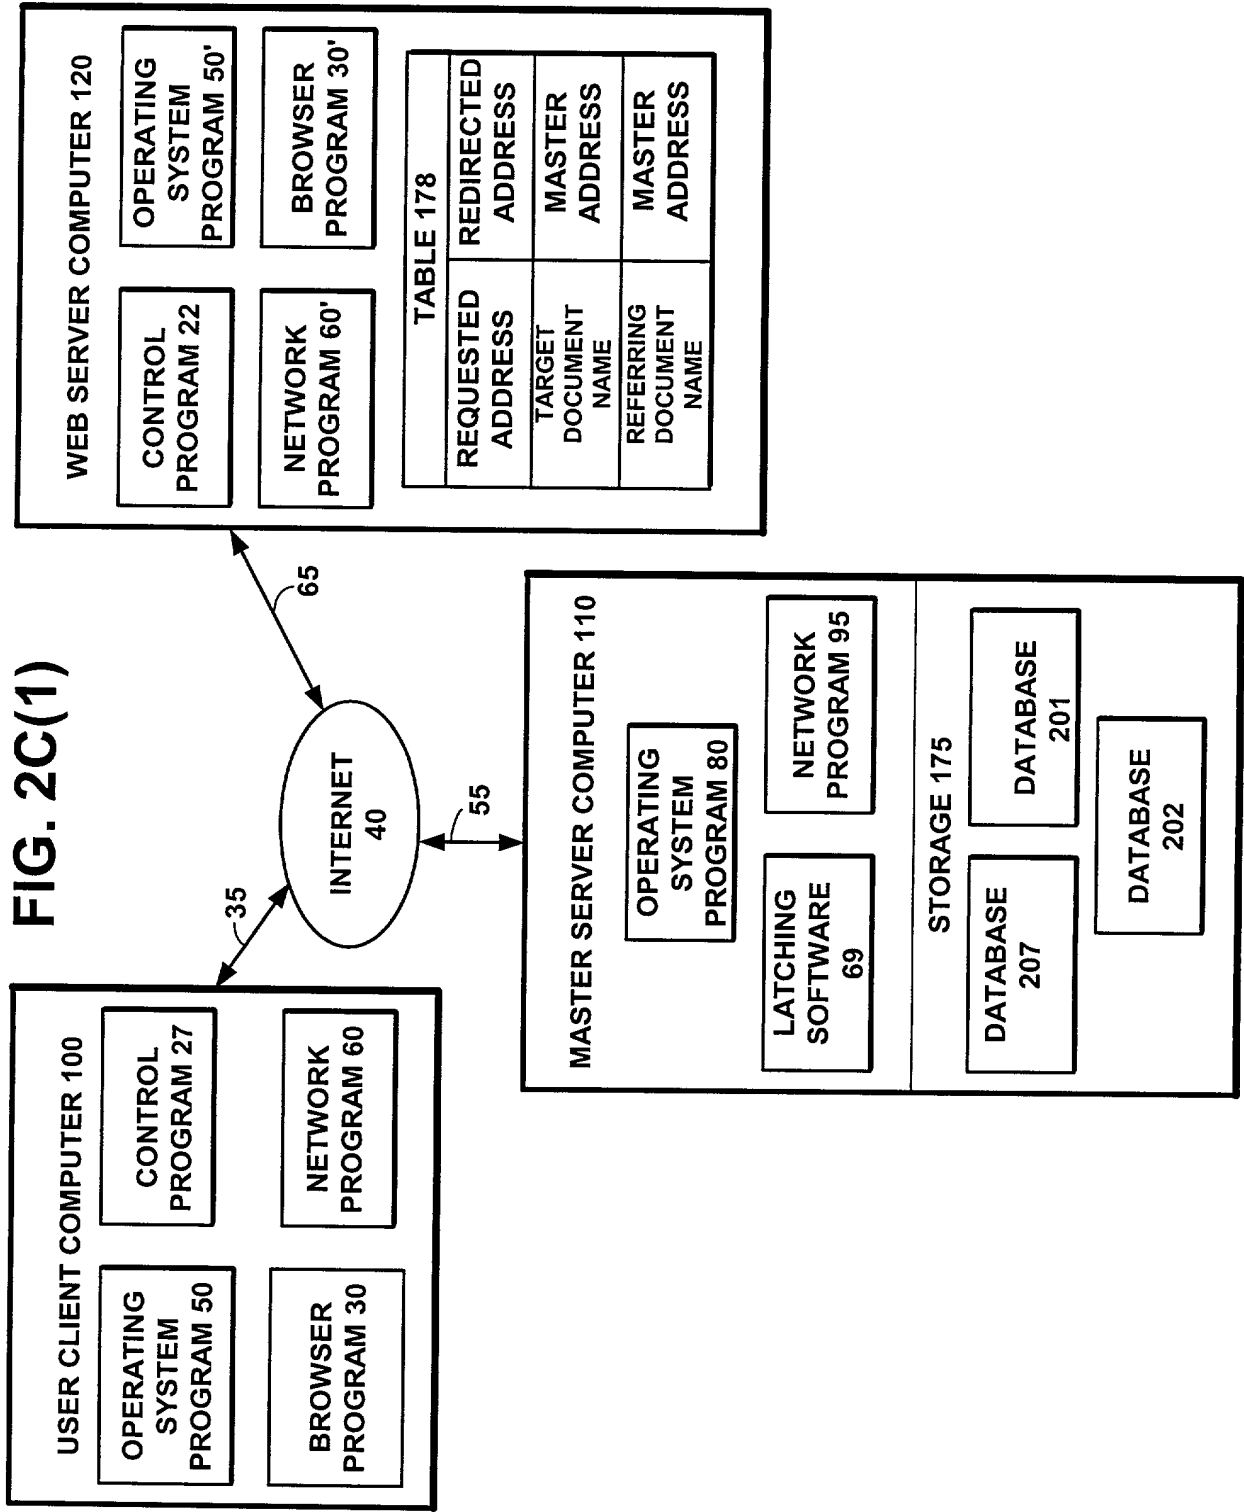 FIG. 2C(1)
USER CLIENT COMPUTER 100
OPERATING
SYSTEM
PROGRAM 50
CONTROL
PROGRAM 27
BROWSER
PROGRAM 30
NETWORK
PROGRAM 60
35
INTERNET
40
55
65
WEB SERVER COMPUTER 120
CONTROL
PROGRAM 22
OPERATING
SYSTEM
PROGRAM 50'
NETWORK
PROGRAM 60'
BROWSER
PROGRAM 30'
TABLE 178
REQUESTED
ADDRESS
REDIRECTED
ADDRESS
TARGET
DOCUMENT
NAME
MASTER
ADDRESS
REFERRING
DOCUMENT
NAME
MASTER
ADDRESS
MASTER SERVER COMPUTER 110
OPERATING
SYSTEM
PROGRAM 80
LATCHING
SOFTWARE
69
NETWORK
PROGRAM 95
STORAGE 175
DATABASE
207
DATABASE
201
DATABASE
202